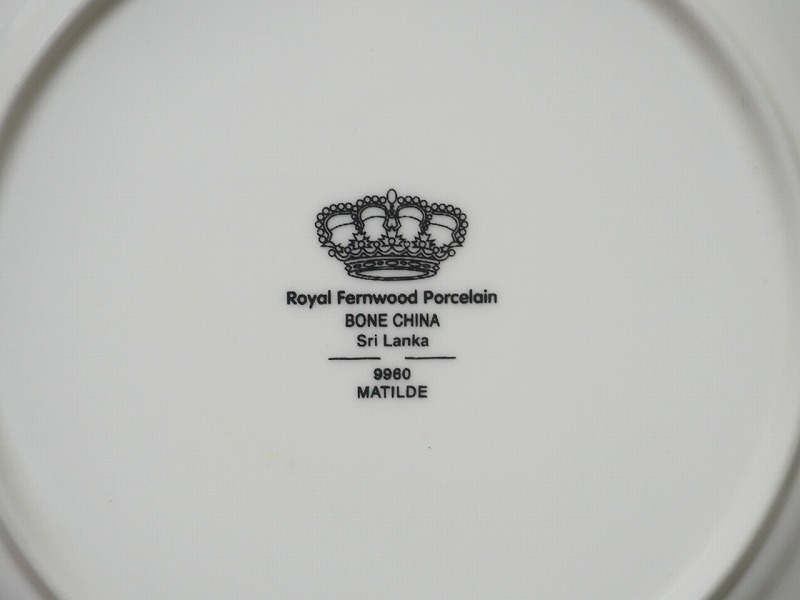 Royal Fernwood Porcelain
BONE CHINA
Sri Lanka
9960
MATILDE